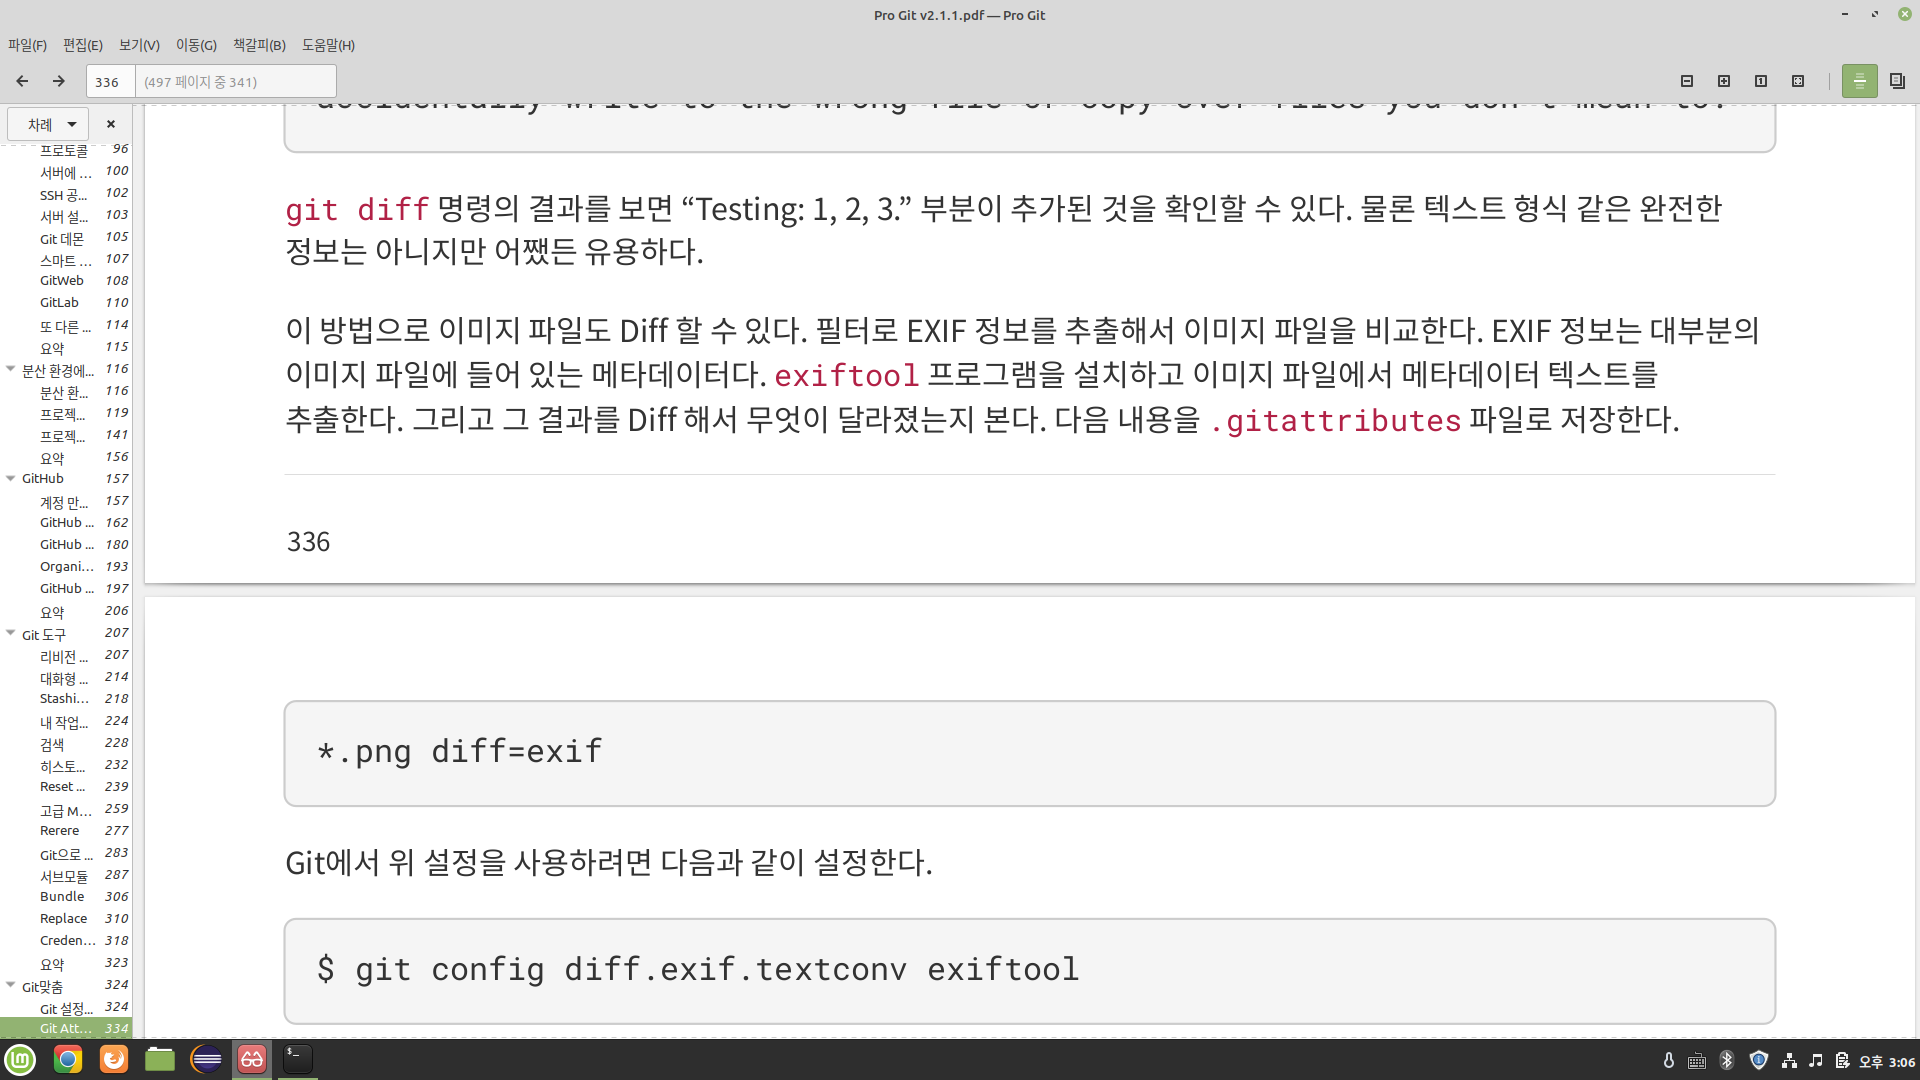 Pro Git v2.1.1.pdf — Pro Git
파일(F) 편집(E) 보기(V) 이동(G) 책갈피(B) 도움말(H)
336 (497 페이지 중 341)
차례
프로토콜 96
서버에 ... 100
SSH 공... 102
서버 설... 103
Git 데몬 105
스마트 ... 107
GitWeb 108
GitLab 110
또 다른 ... 114
요약 115
분산 환경에... 116
분산 환... 116
프로젝... 119
프로젝... 141
요약 156
GitHub 157
계정 만... 157
GitHub ... 162
GitHub ... 180
Organi... 193
GitHub ... 197
요약 206
Git 도구 207
리비전 ... 207
대화형 ... 214
Stashi... 218
내 작업... 224
검색 228
히스토... 232
Reset ... 239
고급 M... 259
Rerere 277
Git으로 ... 283
서브모듈 287
Bundle 306
Replace 310
Creden... 318
요약 323
Git맞춤 324
Git 설정... 324
Git Att... 334
accidentally write to the wrong file or copy over files you don't mean to.
git diff 명령의 결과를 보면 “Testing: 1, 2, 3.” 부분이 추가된 것을 확인할 수 있다. 물론 텍스트 형식 같은 완전한
정보는 아니지만 어쨌든 유용하다.
이 방법으로 이미지 파일도 Diff 할 수 있다. 필터로 EXIF 정보를 추출해서 이미지 파일을 비교한다. EXIF 정보는 대부분의
이미지 파일에 들어 있는 메타데이터다. exiftool 프로그램을 설치하고 이미지 파일에서 메타데이터 텍스트를
추출한다. 그리고 그 결과를 Diff 해서 무엇이 달라졌는지 본다. 다음 내용을 .gitattributes 파일로 저장한다.
336
*.png diff=exif
Git에서 위 설정을 사용하려면 다음과 같이 설정한다.
$ git config diff.exif.textconv exiftool
오후 3:06